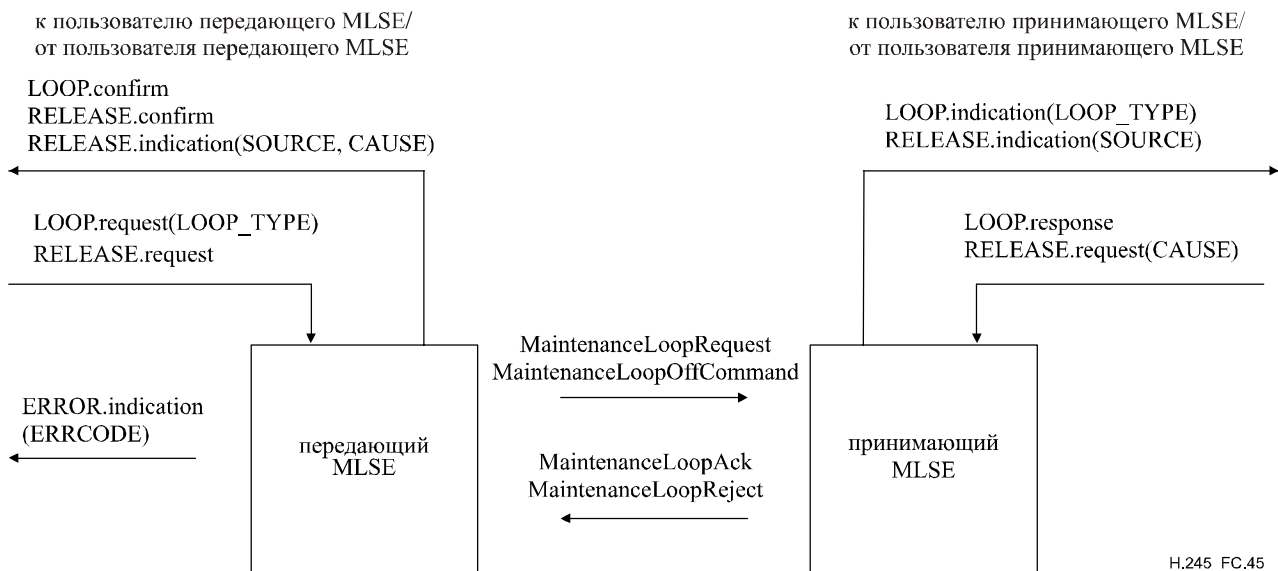 к пользователю передающего MLSE/
от пользователя передающего MLSE
LOOP.confirm
RELEASE.confirm
RELEASE.indication(SOURCE, CAUSE)
LOOP.request(LOOP_TYPE)
RELEASE.request
к пользователю принимающего MLSE/
от пользователя принимающего MLSE
LOOP.indication(LOOP_TYPE)
RELEASE.indication(SOURCE)
LOOP.response
RELEASE.request(CAUSE)
ERROR.indication
(ERRCODE)
передающий
MLSE
MaintenanceLoopRequest
MaintenanceLoopOffCommand
MaintenanceLoopAck
MaintenanceLoopReject
принимающий
MLSE
H.245_FC.45